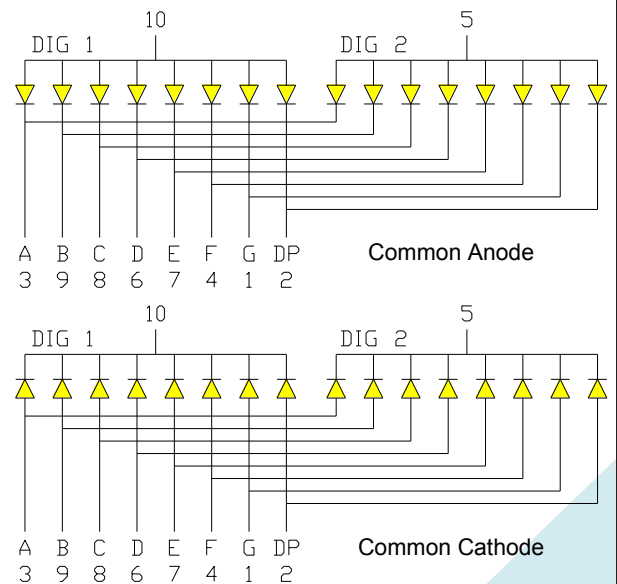 10 5
DIG 1 DIG 2
A B C D E F G DP Common Anode
3 9 8 6 7 4 1 2
10 5
DIG 1 DIG 2
A B C D E F G DP Common Cathode
3 9 8 6 7 4 1 2